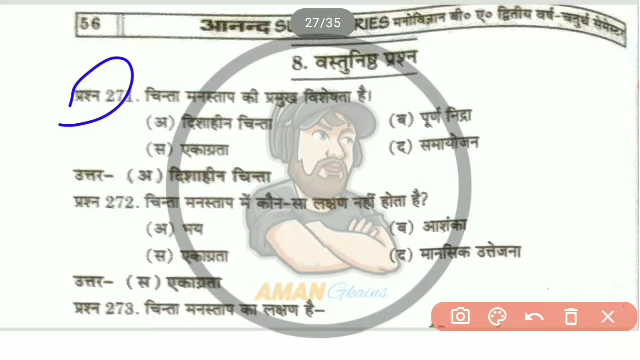 27/35
56 आनन्द SU RIES मनोविज्ञान बी० ए० द्वितीय वर्ष-चतुर्थ सेमेस्टर
8. वस्तुनिष्ठ प्रश्न
प्रश्न 271. चिन्ता मनस्ताप की प्रमुख विशेषता है।
(अ) दिशाहीन चिन्ता (ब) पूर्ण निद्रा
(स) एकाग्रता (द) समायोजन
उत्तर- (अ) दिशाहीन चिंता
प्रश्न 272. चिन्ता मनस्ताप में कौन-सा लक्षण नहीं होता है?
(अ) भय (ब) आशंका
(स) एकाग्रता (द) मानसिक उत्तेजना
उत्तर- (स) एकाग्रता
AMAN Gkains
प्रश्न 273. चिन्ता मनस्ताप का लक्षण है–